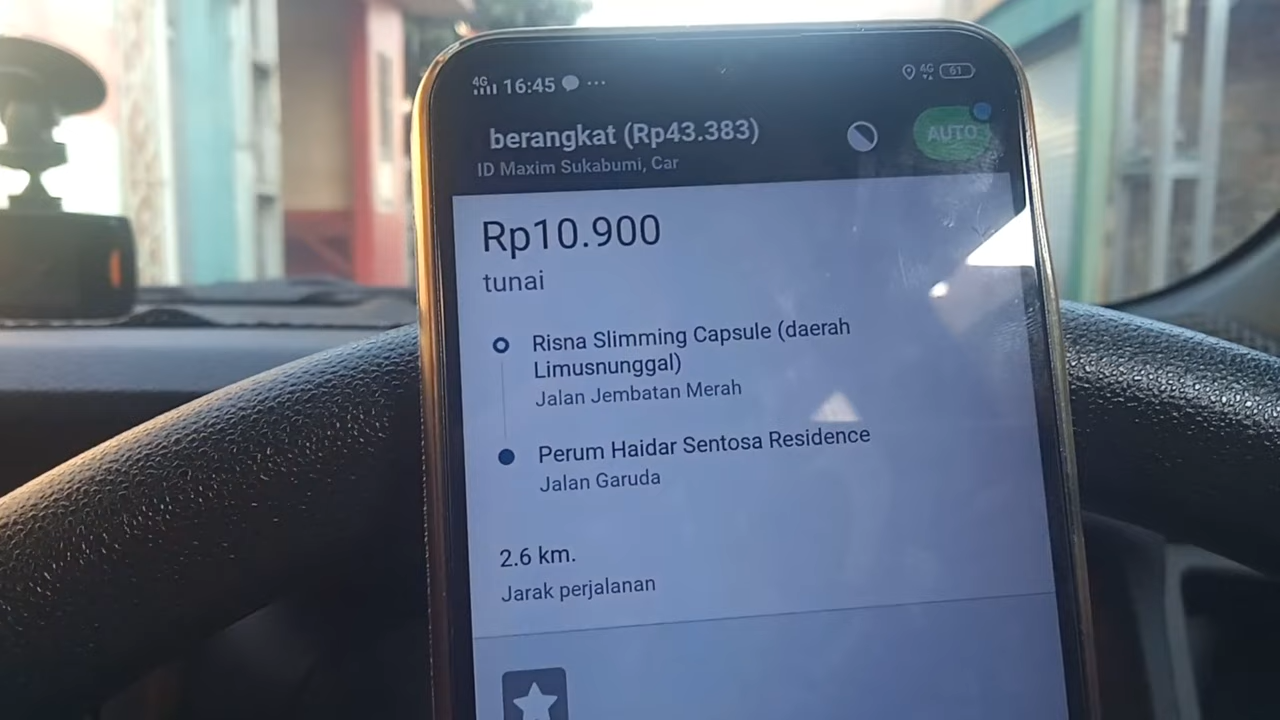 4G 16:45 ...
4G 61
berangkat (Rp43.383)
AUTO
ID Maxim Sukabumi, Car
Rp10.900
tunai
Risna Slimming Capsule (daerah
Limusnunggal)
Jalan Jembatan Merah
Perum Haidar Sentosa Residence
Jalan Garuda
2.6 km.
Jarak perjalanan